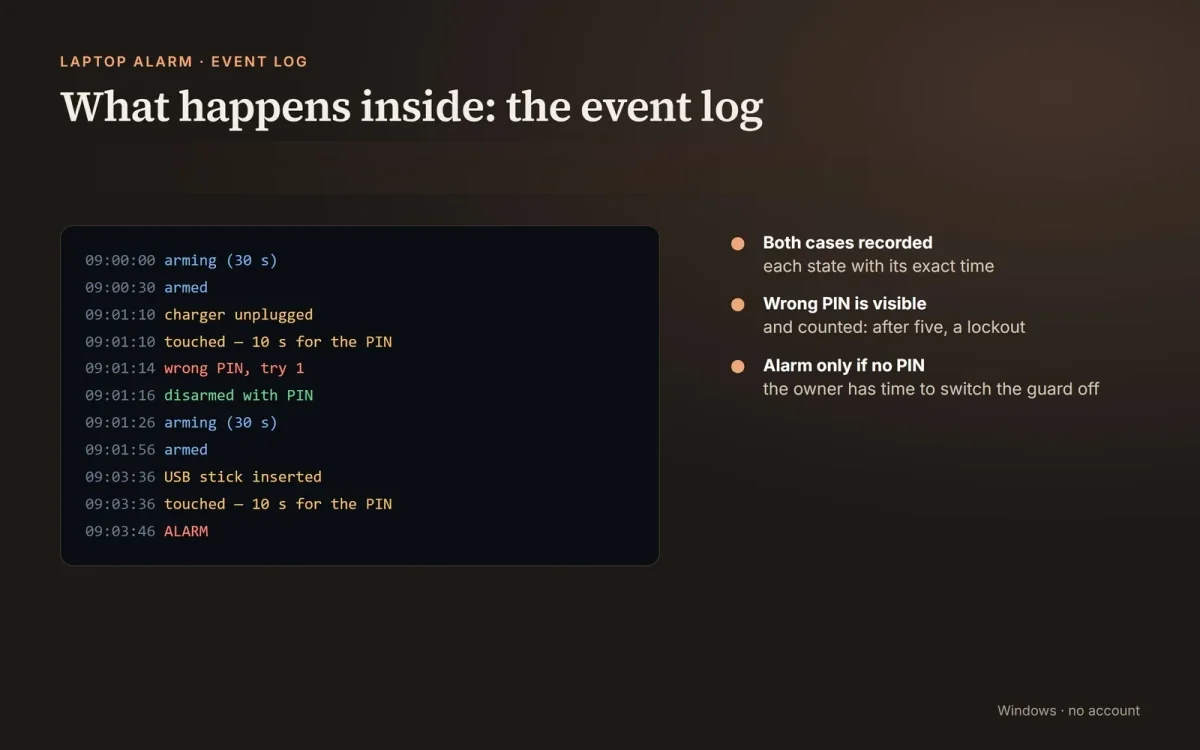 LAPTOP ALARM · EVENT LOG
What happens inside: the event log
09:00:00 arming (30 s)
09:00:30 armed
09:01:10 charger unplugged
09:01:10 touched — 10 s for the PIN
09:01:14 wrong PIN, try 1
09:01:16 disarmed with PIN
09:01:26 arming (30 s)
09:01:56 armed
09:03:36 USB stick inserted
09:03:36 touched — 10 s for the PIN
09:03:46 ALARM
Both cases recorded
each state with its exact time
Wrong PIN is visible
and counted: after five, a lockout
Alarm only if no PIN
the owner has time to switch the guard off
Windows · no account